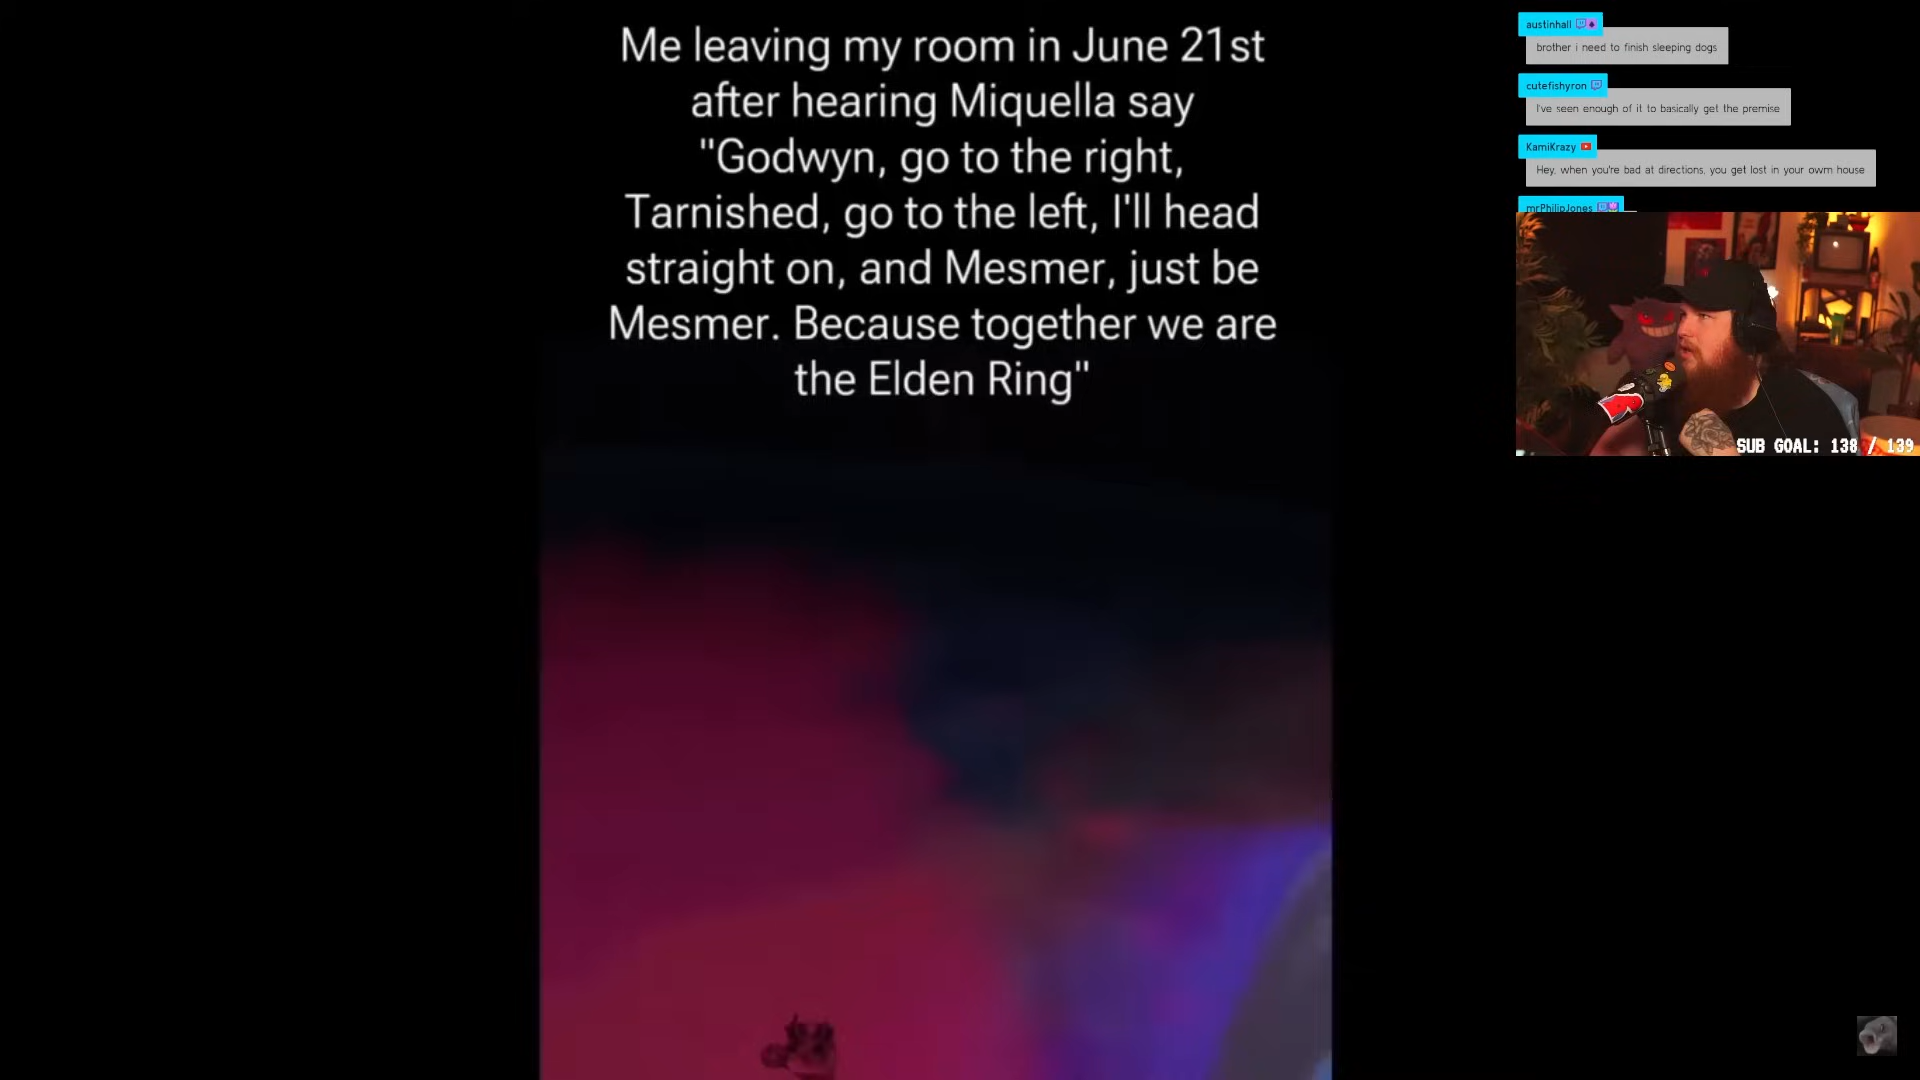 Me leaving my room in June 21st
after hearing Miquella say
"Godwyn, go to the right,
Tarnished, go to the left, I'll head
straight on, and Mesmer, just be
Mesmer. Because together we are
the Elden Ring"
austinhall
brother i need to finish sleeping dogs
cutefishyron
I've seen enough of it to basically get the premise
KamiKrazy
Hey, when you're bad at directions, you get lost in your owrn house
mrPhilipJones
SUB GOAL: 138 / 139